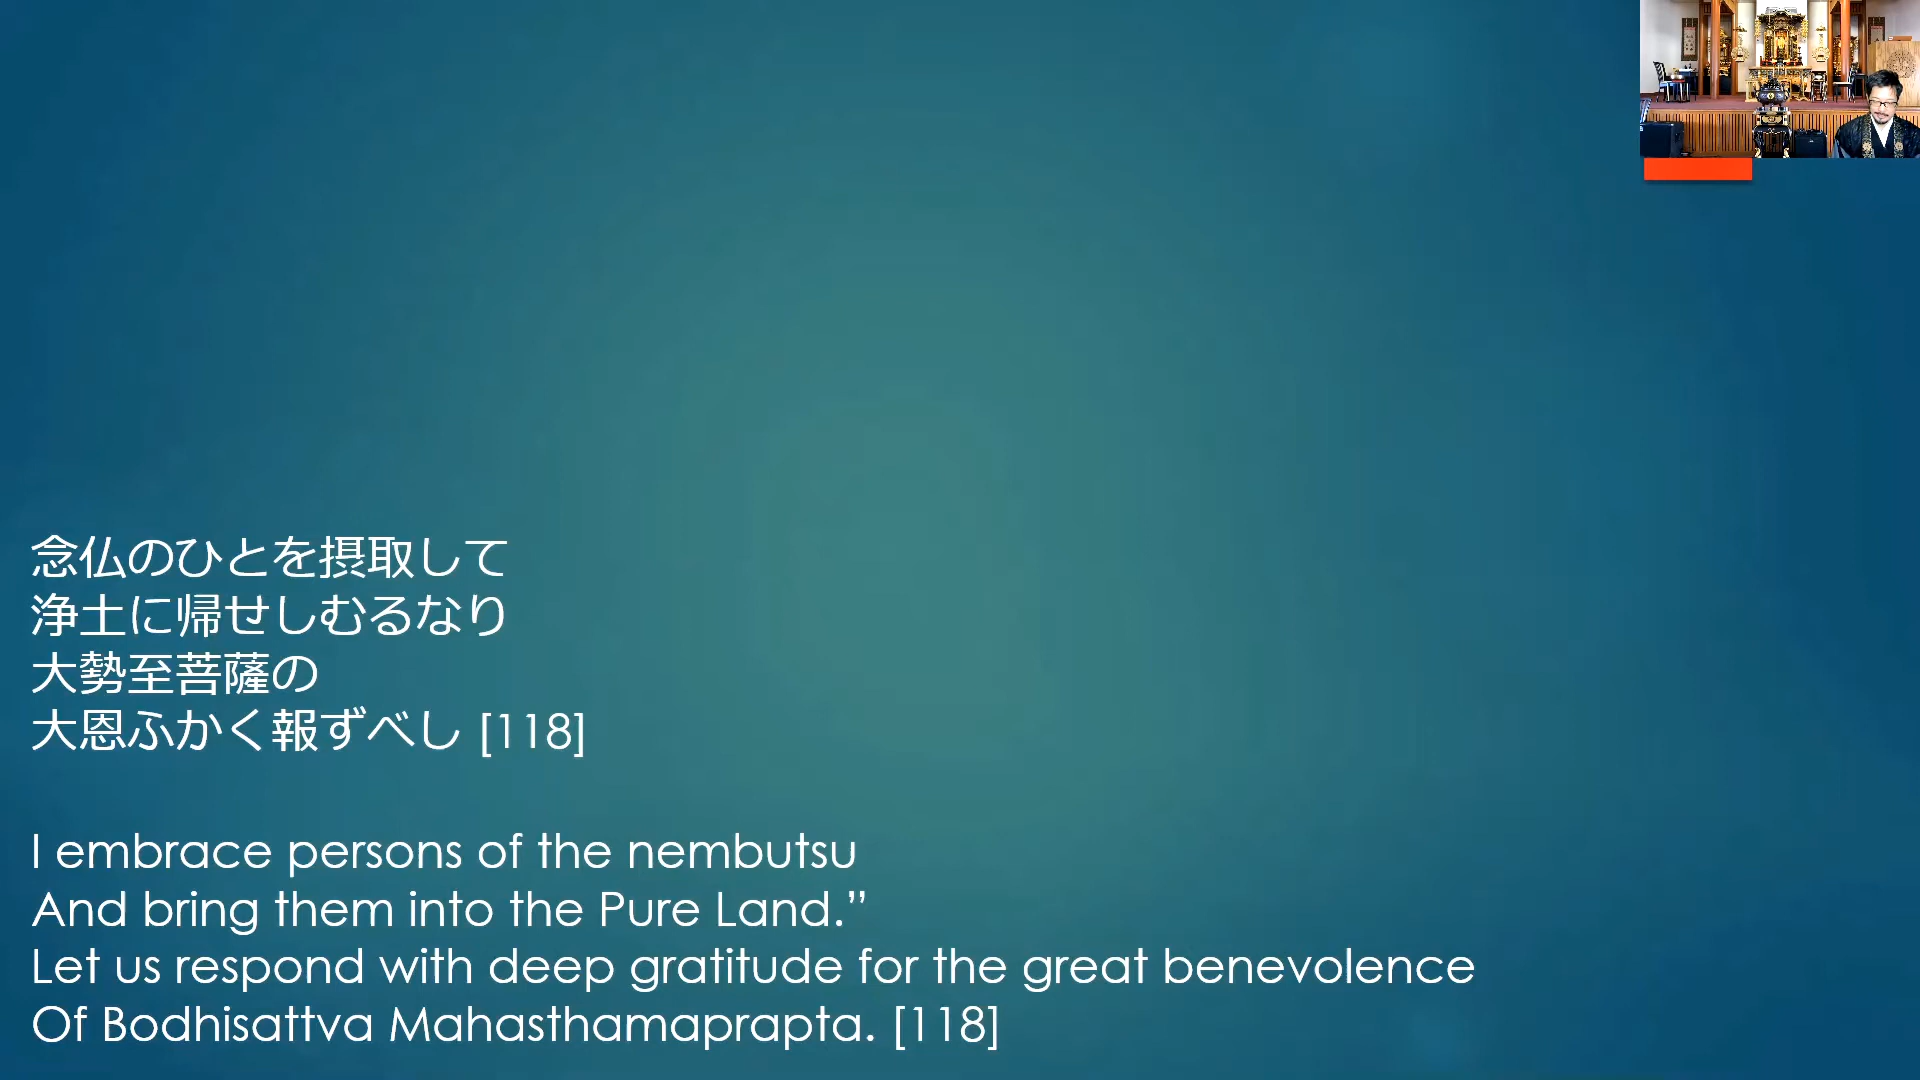 念仏のひとを摂取して
浄土に帰せしむるなり
大勢至菩薩の
大恩ふかく報ずべし [118]
I embrace persons of the nembutsu
And bring them into the Pure Land.”
Let us respond with deep gratitude for the great benevolence
Of Bodhisattva Mahasthamaprapta. [118]